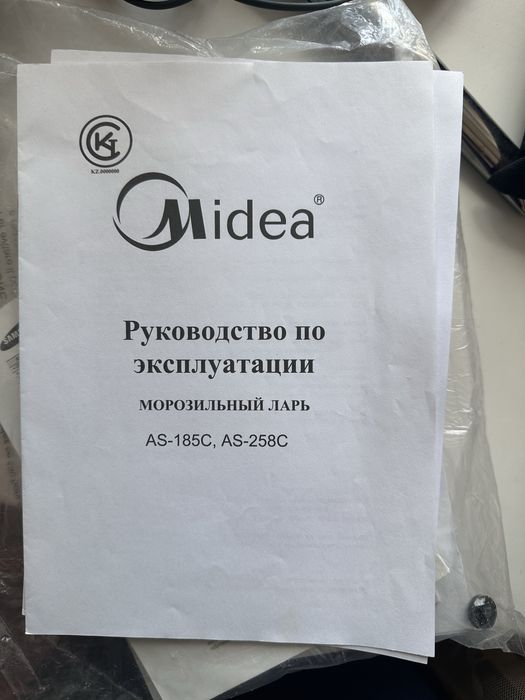 KZ.0000000
Midea®
Руководство по
эксплуатации
МОРОЗИЛЬНЫЙ ЛАРЬ
AS-185C, AS-258C